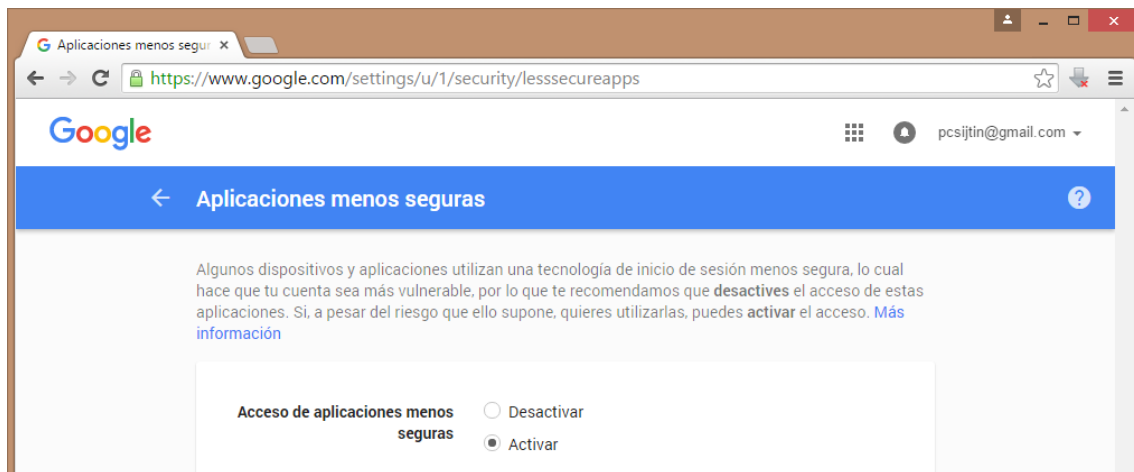 Aplicaciones menos segur
https://www.google.com/settings/u/1/security/lesssecureapps
Google
pcsijtin@gmail.com
Aplicaciones menos seguras
?
Algunos dispositivos y aplicaciones utilizan una tecnología de inicio de sesión menos segura, lo cual
hace que tu cuenta sea más vulnerable, por lo que te recomendamos que desactives el acceso de estas
aplicaciones. Si, a pesar del riesgo que ello supone, quieres utilizarlas, puedes activar el acceso. Más
información
Acceso de aplicaciones menos
seguras
Desactivar
Activar